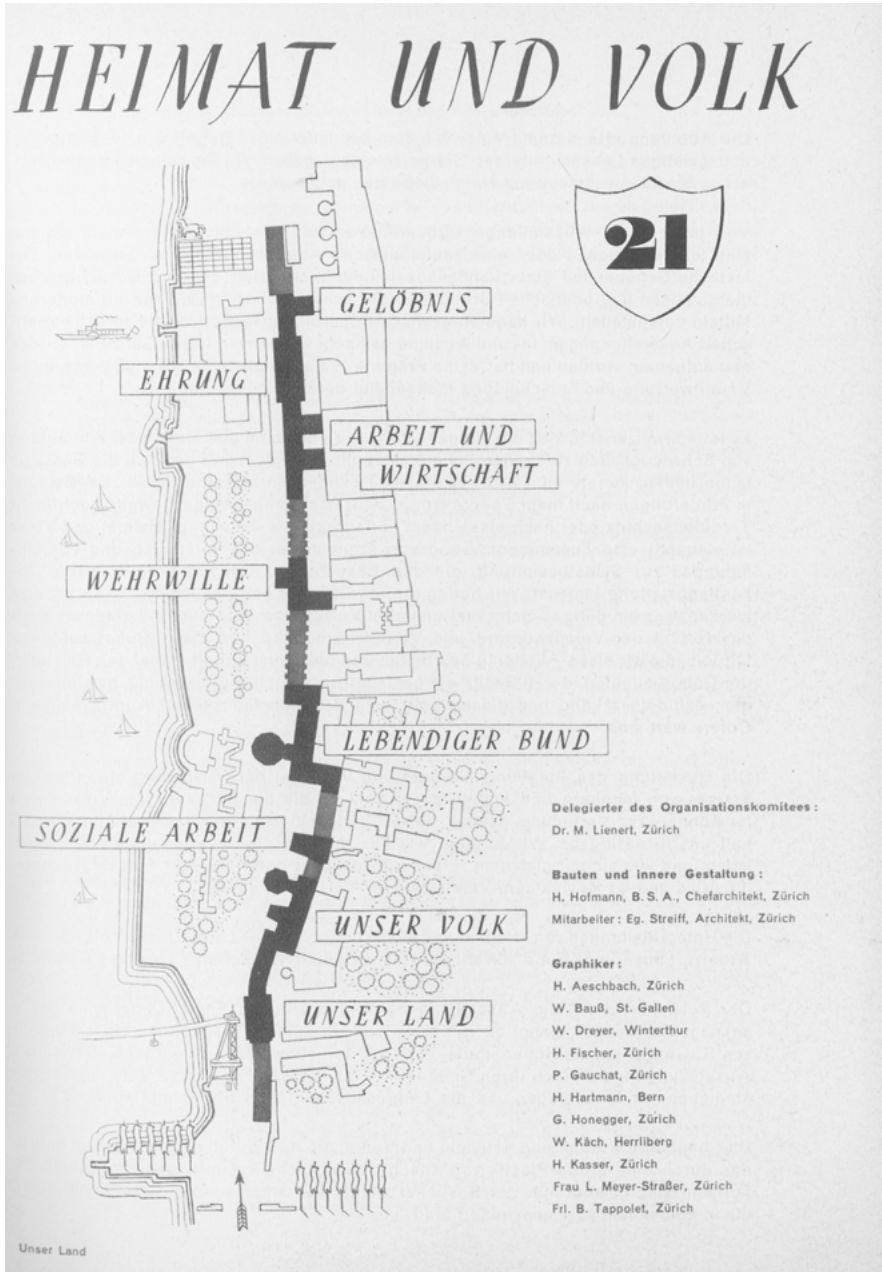 HEIMAT UND VOLK
21
GELÖBNIS
EHRUNG
ARBEIT UND
WIRTSCHAFT
WEHRWILLE
LEBENDIGER BUND
SOZIALE ARBEIT
UNSER VOLK
UNSER LAND
Delegierter des Organisationskomitees :
Dr. M. Lienert, Zürich
Bauten und innere Gestaltung :
H. Hofmann, B. S. A., Chefarchitekt, Zürich
Mitarbeiter : Eg. Streiff, Architekt, Zürich
Graphiker :
H. Aeschbach, Zürich
W. Bauß, St. Gallen
W. Dreyer, Winterthur
H. Fischer, Zürich
P. Gauchat, Zürich
H. Hartmann, Bern
G. Honegger, Zürich
W. Käch, Herrliberg
H. Kasser, Zürich
Frau L. Meyer-Straßer, Zürich
Frl. B. Tappolet, Zürich
Unser Land